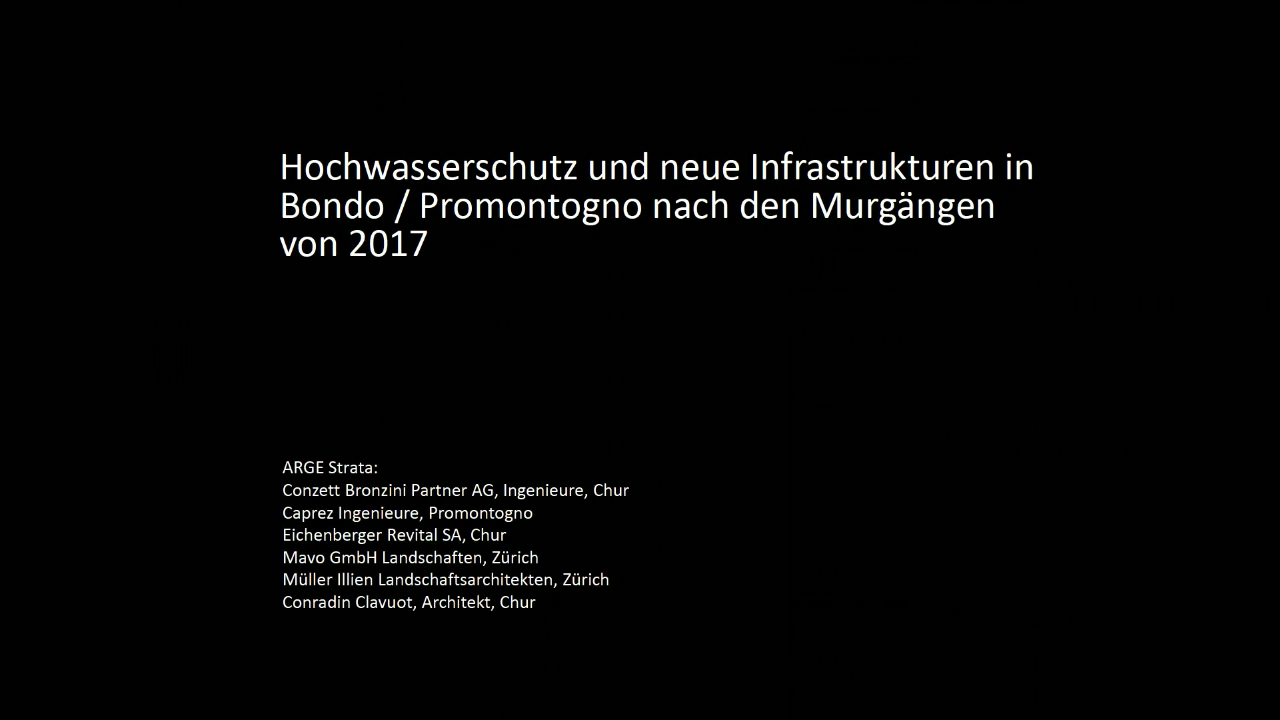 Hochwasserschutz und neue Infrastrukturen in
Bondo / Promontogno nach den Murgängen
von 2017
ARGE Strata:
Conzett Bronzini Partner AG, Ingenieure, Chur
Caprez Ingenieure, Promontogno
Eichenberger Revital SA, Chur
Mavo GmbH Landschaften, Zürich
Müller Illien Landschaftsarchitekten, Zürich
Conradin Clavuot, Architekt, Chur